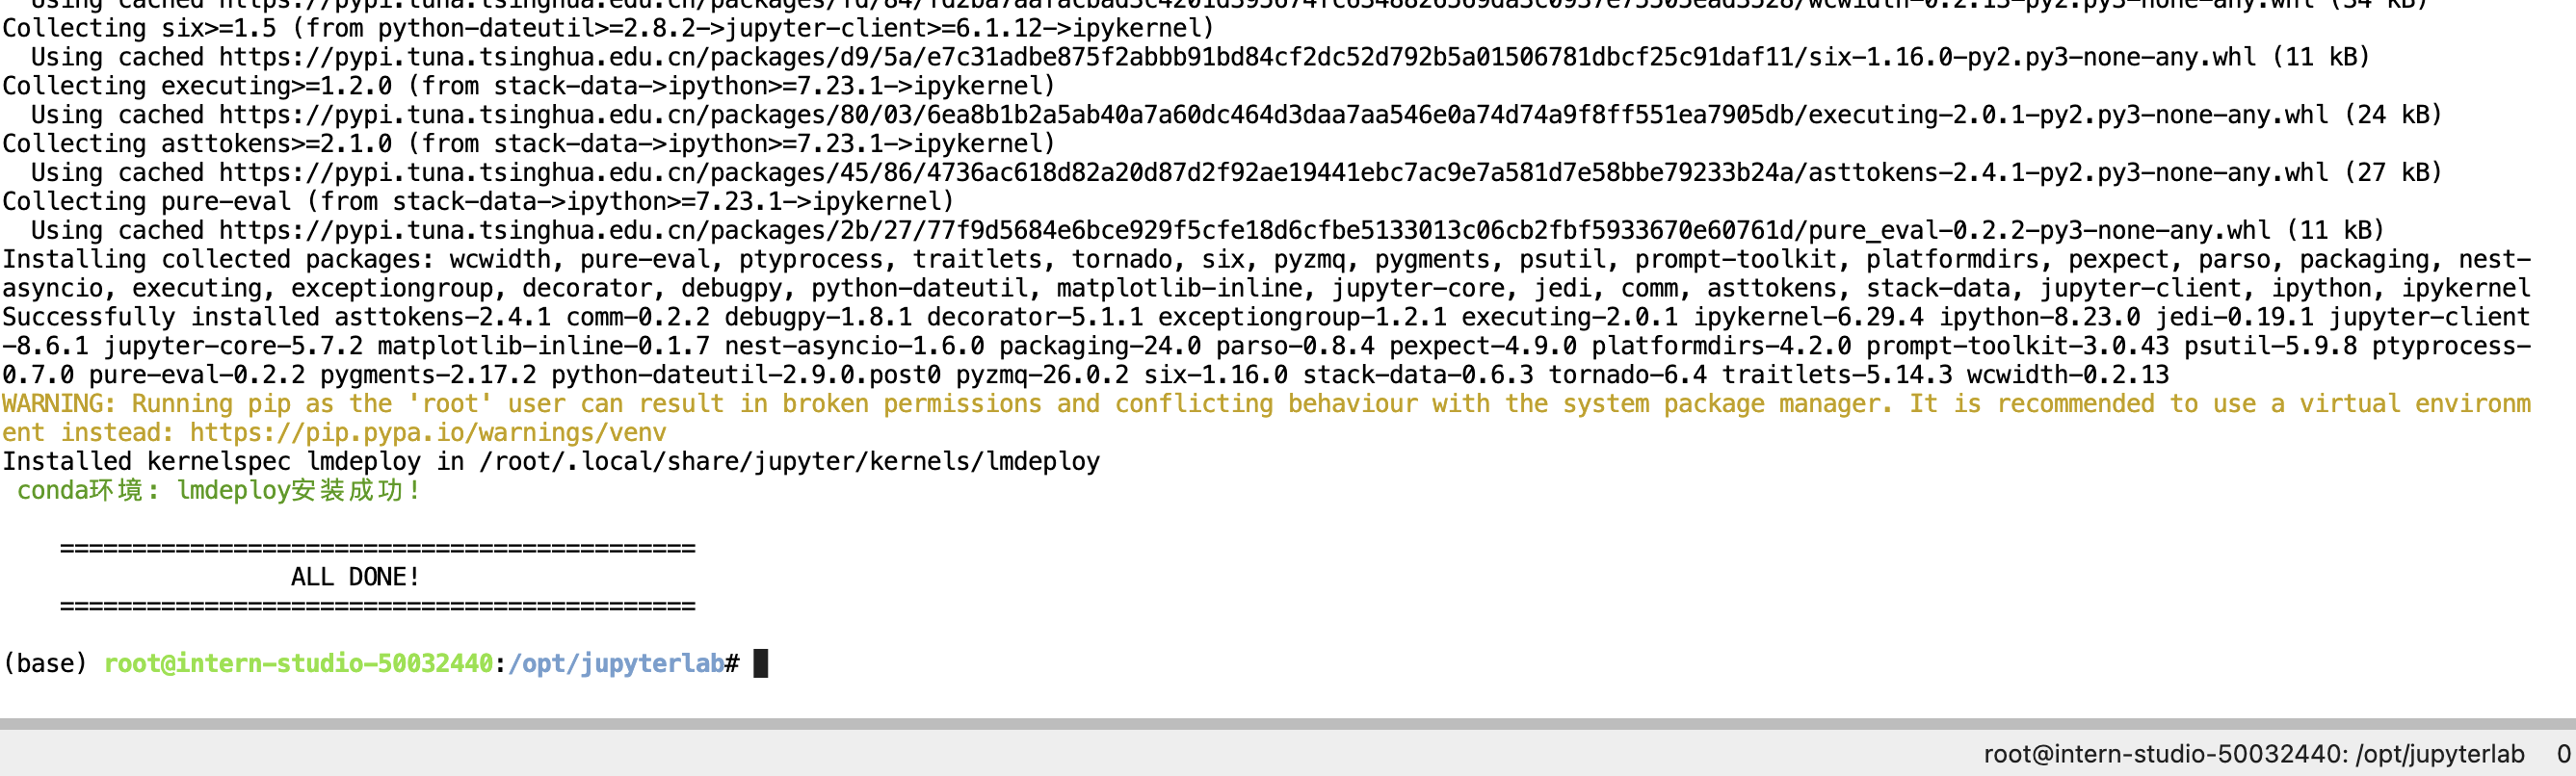 Collecting six>=1.5 (from python-dateutil>=2.8.2->jupyter-client>=6.1.12->ipykernel)
  Using cached https://pypi.tuna.tsinghua.edu.cn/packages/d9/5a/e7c31adbe875f2abbb91bd84cf2dc52d792b5a01506781dbcf25c91daf11/six-1.16.0-py2.py3-none-any.whl (11 kB)
Collecting executing>=1.2.0 (from stack-data->ipython>=7.23.1->ipykernel)
  Using cached https://pypi.tuna.tsinghua.edu.cn/packages/80/03/6ea8b1b2a5ab40a7a60dc464d3daa7aa546e0a74d74a9f8ff551ea7905db/executing-2.0.1-py2.py3-none-any.whl (24 kB)
Collecting asttokens>=2.1.0 (from stack-data->ipython>=7.23.1->ipykernel)
  Using cached https://pypi.tuna.tsinghua.edu.cn/packages/45/86/4736ac618d82a20d87d2f92ae19441ebc7ac9e7a581d7e58bbe79233b24a/asttokens-2.4.1-py2.py3-none-any.whl (27 kB)
Collecting pure-eval (from stack-data->ipython>=7.23.1->ipykernel)
  Using cached https://pypi.tuna.tsinghua.edu.cn/packages/2b/27/77f9d5684e6bce929f5cfe18d6cfbe5133013c06cb2fbf5933670e60761d/pure_eval-0.2.2-py3-none-any.whl (11 kB)
Installing collected packages: wcwidth, pure-eval, ptyprocess, traitlets, tornado, six, pyzmq, pygments, psutil, prompt-toolkit, platformdirs, pexpect, parso, packaging, nest-
asyncio, executing, exceptiongroup, decorator, debugpy, python-dateutil, matplotlib-inline, jupyter-core, jedi, comm, asttokens, stack-data, jupyter-client, ipython, ipykernel
Successfully installed asttokens-2.4.1 comm-0.2.2 debugpy-1.8.1 decorator-5.1.1 exceptiongroup-1.2.1 executing-2.0.1 ipykernel-6.29.4 ipython-8.23.0 jedi-0.19.1 jupyter-client
-8.6.1 jupyter-core-5.7.2 matplotlib-inline-0.1.7 nest-asyncio-1.6.0 packaging-24.0 parso-0.8.4 pexpect-4.9.0 platformdirs-4.2.0 prompt-toolkit-3.0.43 psutil-5.9.8 ptyprocess-
0.7.0 pure-eval-0.2.2 pygments-2.17.2 python-dateutil-2.9.0.post0 pyzmq-26.0.2 six-1.16.0 stack-data-0.6.3 tornado-6.4 traitlets-5.14.3 wcwidth-0.2.13
WARNING: Running pip as the 'root' user can result in broken permissions and conflicting behaviour with the system package manager. It is recommended to use a virtual environm
ent instead: https://pip.pypa.io/warnings/venv
Installed kernelspec lmdeploy in /root/.local/share/jupyter/kernels/lmdeploy
 conda环境: lmdeploy安装成功!
    ============================================
                    ALL DONE!
    ============================================
(base) root@intern-studio-50032440:/opt/jupyterlab#
root@intern-studio-50032440: /opt/jupyterlab 0